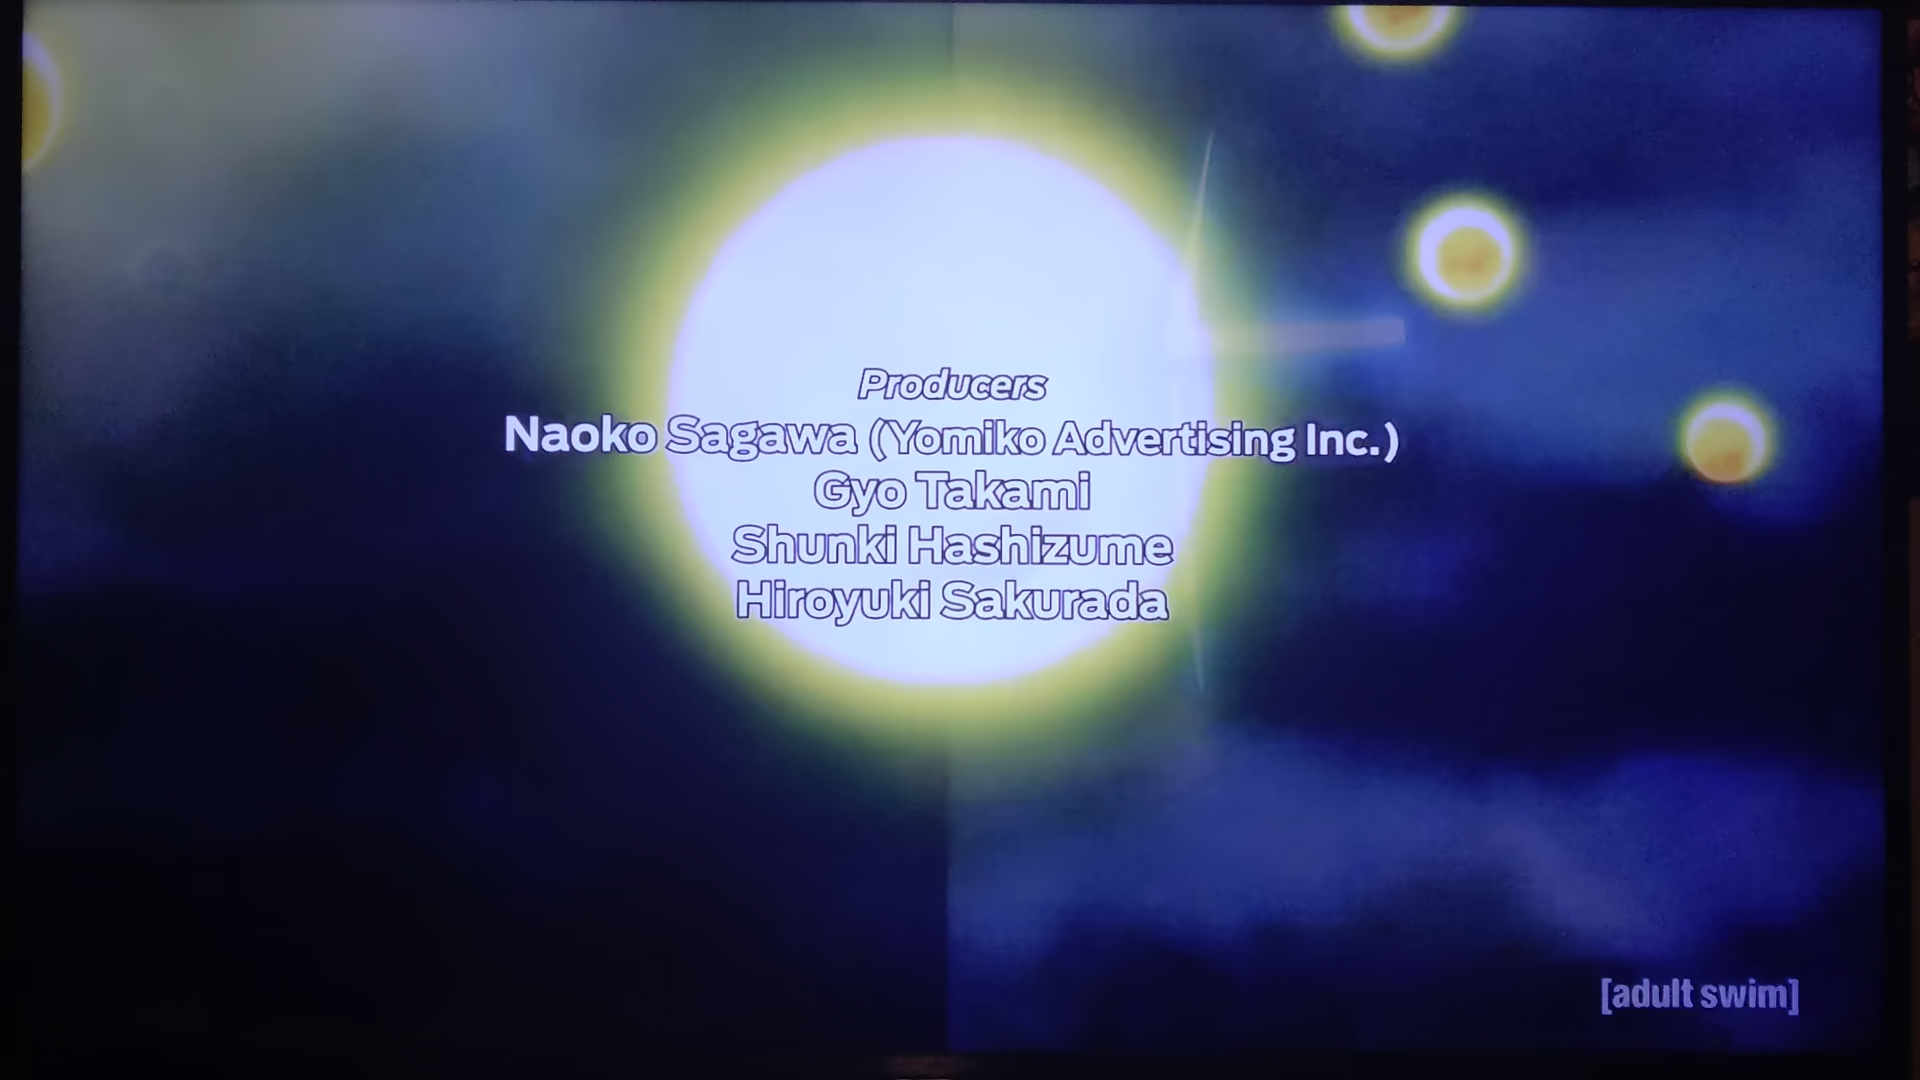 Producers
Naoko Sagawa (Yomiko Advertising Inc.)
Gyo Takami
Shunki Hashizume
Hiroyuki Sakurada
[adult swim]